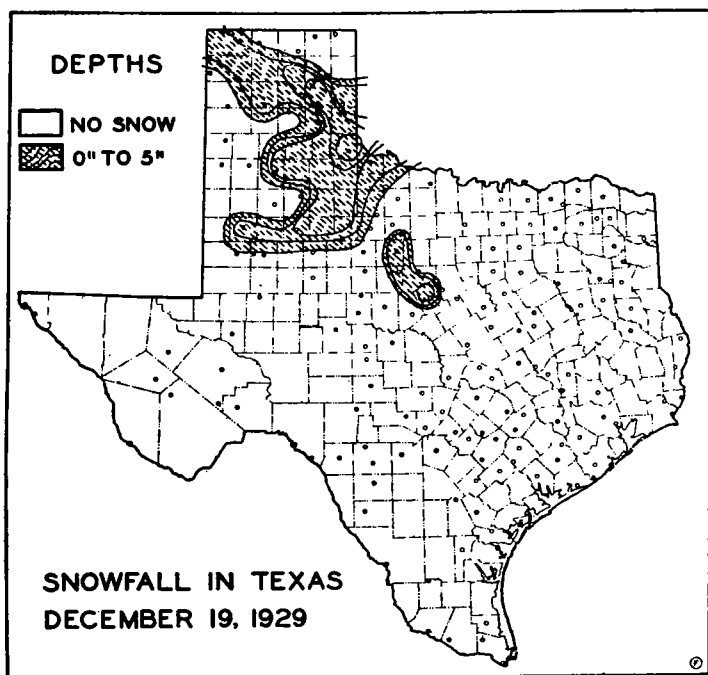 DEPTHS
NO SNOW
0" TO 5"
SNOWFALL IN TEXAS
DECEMBER 19, 1929